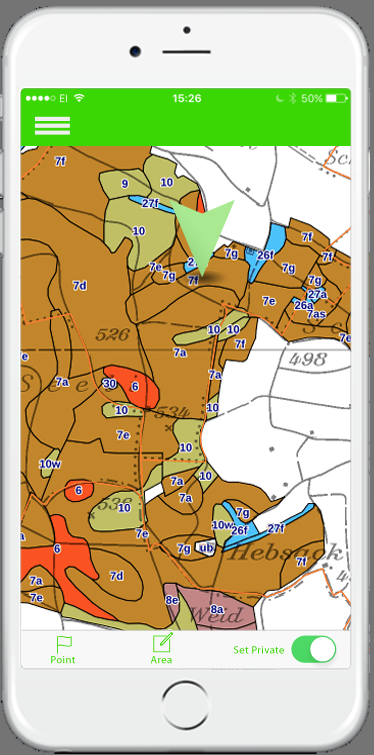 EI 15:26 50%
7f
Sc
9 10
27f
10
7f
7g 26f
7e
7g 7g 7f
7f
7g
7d 27a
7e 26a
7as
526 10 10
7f 7e
7a
e 498
7a
7a See
30 6
10 10
534
7e
10
10w
7a 10
6 7a
536 10
7g
10w 26f 27f
7e
7g ub Hebsack
6
7f
7d
7a 4
7e 8e 8a
Weid
Point Area Set Private